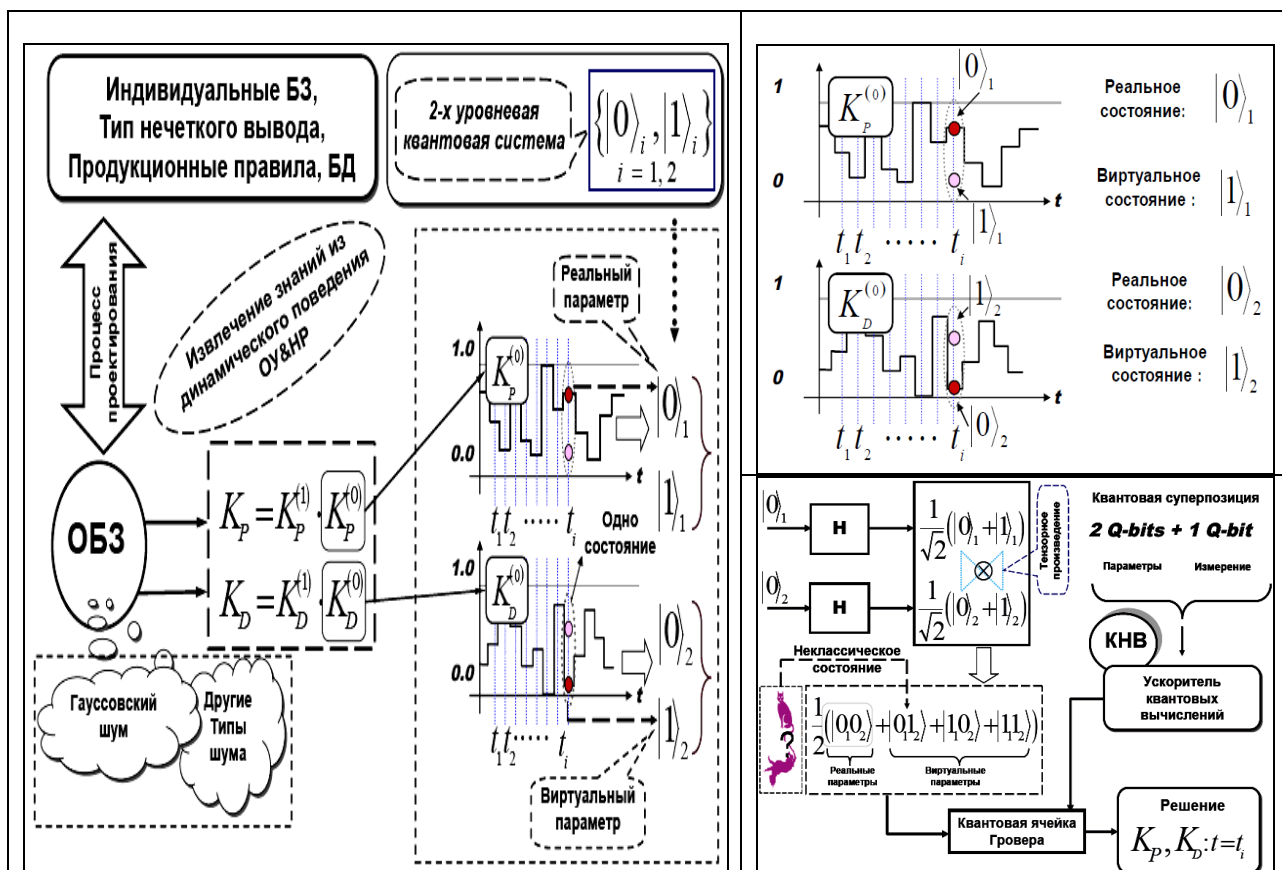 Индивидуальные БЗ,
Тип нечеткого вывода,
Продукционные правила, БД
2-х уровневая
квантовая система
{|0⟩_i, |1⟩_i}
i = 1, 2
Процесс
проектирования
Извлечение знаний из
динамического поведения
ОУ&НР
Реальный
параметр
ОБЗ
K_P = K_P^(1) · K_P^(0)
K_D = K_D^(1) · K_D^(0)
1.0
K_P^(0)
0.0
t
t_1 t_2 ····· t_i
|0⟩_1
|1⟩_1
Одно
состояние
1.0
K_D^(0)
0.0
t
t_1 t_2 ····· t_i
|0⟩_2
|1⟩_2
Виртуальный
параметр
Гауссовский
шум
Другие
Типы
шума
1
K_P^(0)
0
t
t_1 t_2 ····· t_i
|0⟩_1
|1⟩_1
Реальное
состояние: |0⟩_1
Виртуальное
состояние : |1⟩_1
1
K_D^(0)
0
t
t_1 t_2 ····· t_i
|1⟩_2
|0⟩_2
Реальное
состояние: |0⟩_2
Виртуальное
состояние : |1⟩_2
|0⟩_1
H
1/√2(|0⟩_1+|1⟩_1)
⊗
Тензорное
произведение
|0⟩_2
H
1/√2(|0⟩_2+|1⟩_2)
Квантовая суперпозиция
2 Q-bits + 1 Q-bit
Параметры Измерение
КНВ
Ускоритель
квантовых
вычислений
Неклассическое
состояние
?
1/2(|0_1 0_2⟩+|0_1 1_2⟩+|1_1 0_2⟩+|1_1 1_2⟩)
Реальные
параметры
Виртуальные
параметры
Квантовая ячейка
Гровера
Решение
K_P, K_D: t=t_i